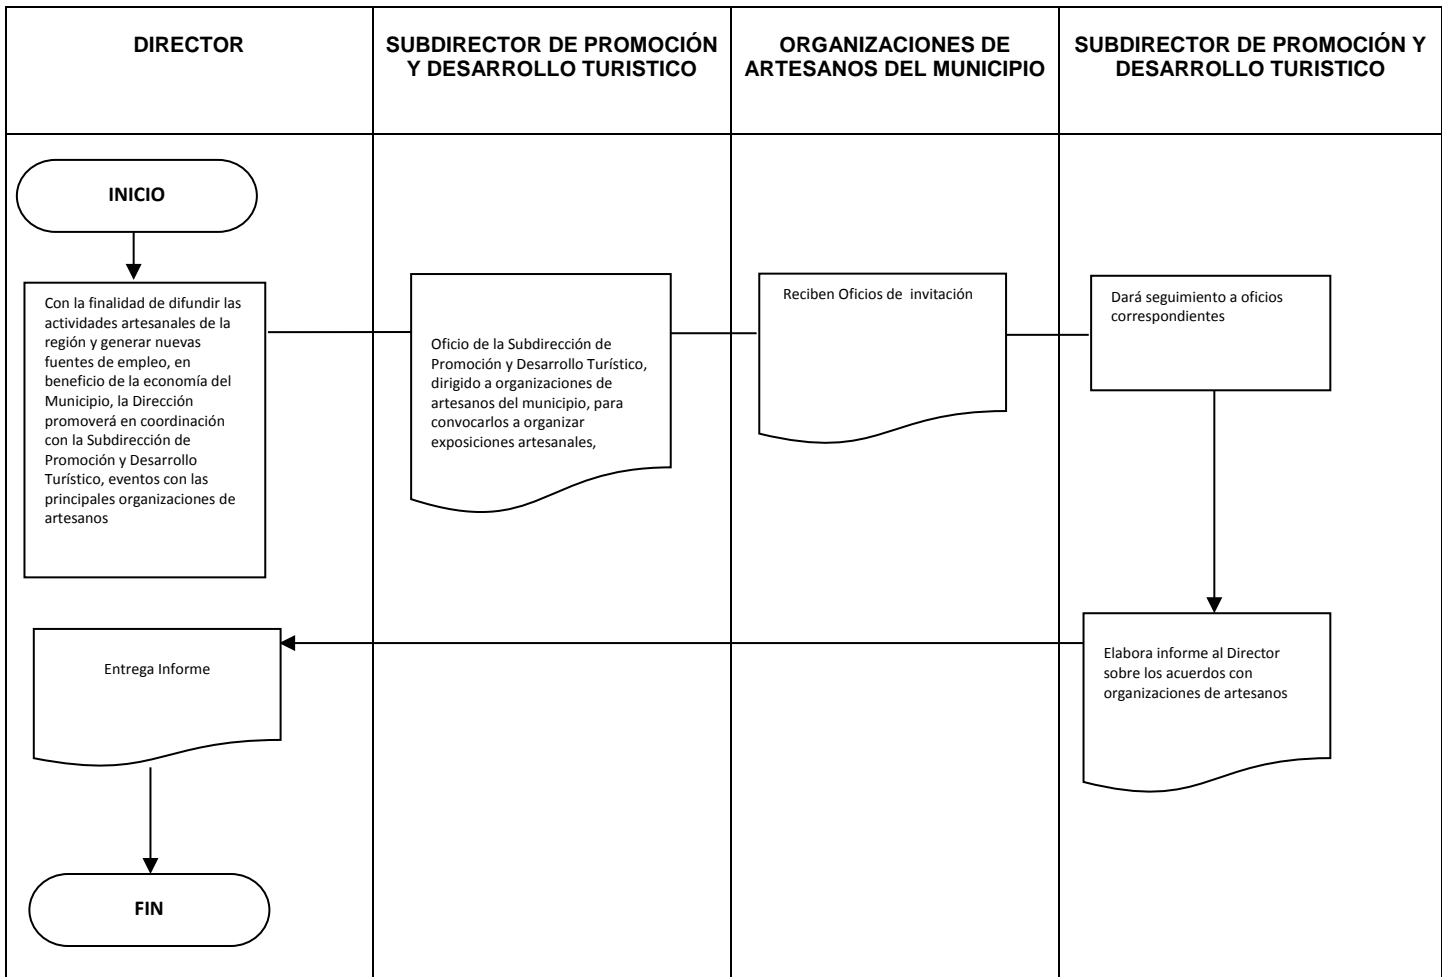 DIRECTOR
SUBDIRECTOR DE PROMOCIÓN
Y DESARROLLO TURISTICO
ORGANIZACIONES DE
ARTESANOS DEL MUNICIPIO
SUBDIRECTOR DE PROMOCIÓN Y
DESARROLLO TURISTICO
INICIO
Con la finalidad de difundir las
actividades artesanales de la
región y generar nuevas
fuentes de empleo, en
beneficio de la economía del
Municipio, la Dirección
promoverá en coordinación
con la Subdirección de
Promoción y Desarrollo
Turístico, eventos con las
principales organizaciones de
artesanos
Oficio de la Subdirección de
Promoción y Desarrollo Turístico,
dirigido a organizaciones de
artesanos del municipio, para
convocarlos a organizar
exposiciones artesanales,
Reciben Oficios de invitación
Dará seguimiento a oficios
correspondientes
Elabora informe al Director
sobre los acuerdos con
organizaciones de artesanos
Entrega Informe
FIN